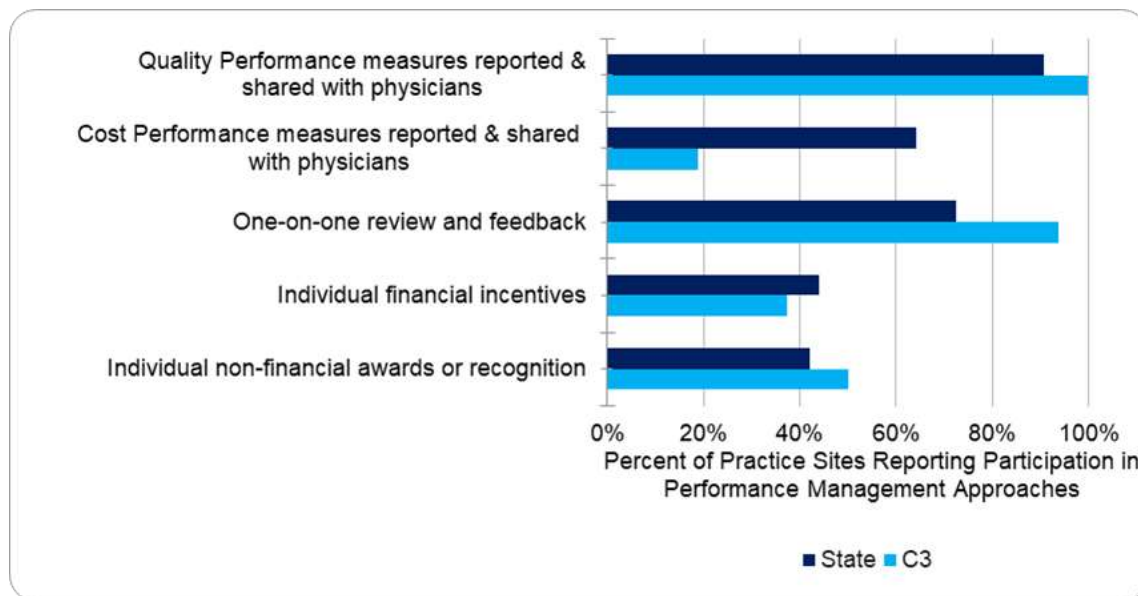 Quality Performance measures reported &
shared with physicians
Cost Performance measures reported & shared
with physicians
One-on-one review and feedback
Individual financial incentives
Individual non-financial awards or recognition
0% 20% 40% 60% 80% 100%
Percent of Practice Sites Reporting Participation in
Performance Management Approaches
State C3